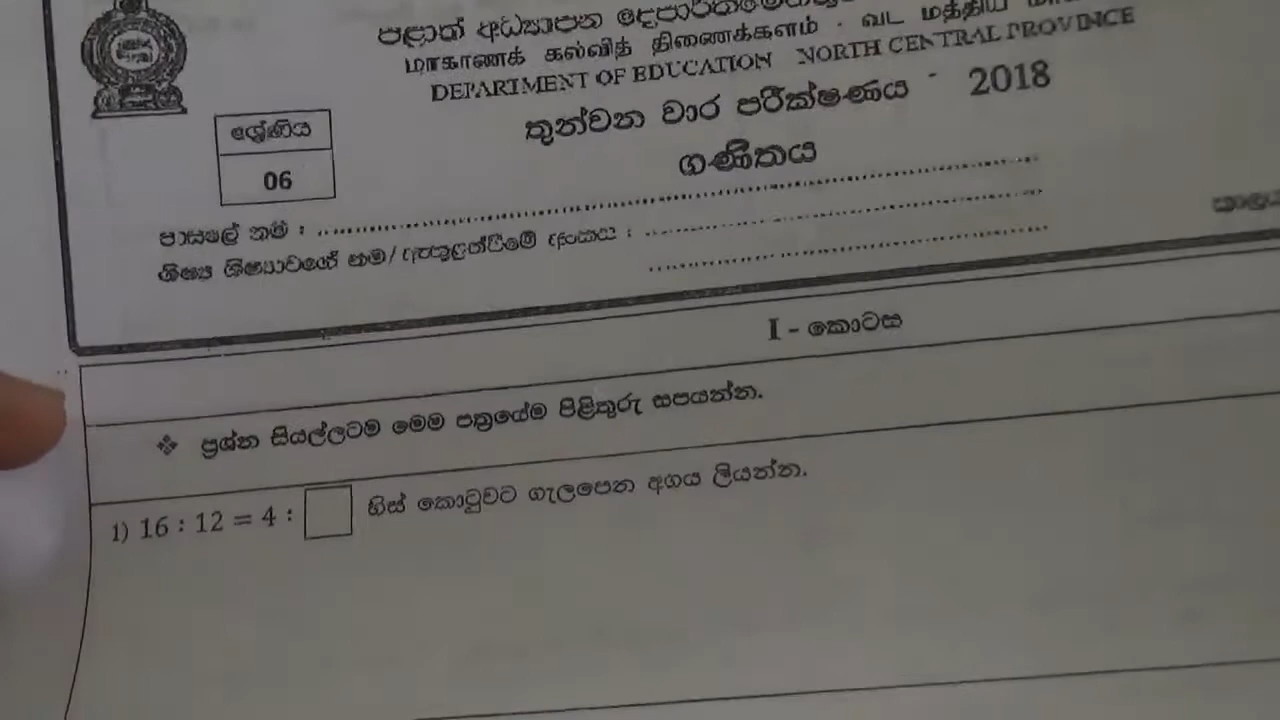 පළාත් අධ්‍යාපන දෙපාර්තමේන්තුව
மாகாணக் கல்வித் திணைக்களம் - வட மத்திய
DEPARTMENT OF EDUCATION NORTH CENTRAL PROVINCE
තුන්වන වාර පරීක්ෂණය - 2018
ශ්‍රේණිය
06
ගණිතය
පාසලේ නම :
ශිෂ්‍ය ශිෂ්‍යාවගේ නම/ ඇතුළත්වීමේ අංකය :
I - කොටස
❖ ප්‍රශ්න සියල්ලටම මෙම පත්‍රයේම පිළිතුරු සපයන්න.
1) 16 : 12 = 4 : □ හිස් කොටුවට ගැලපෙන අගය ලියන්න.